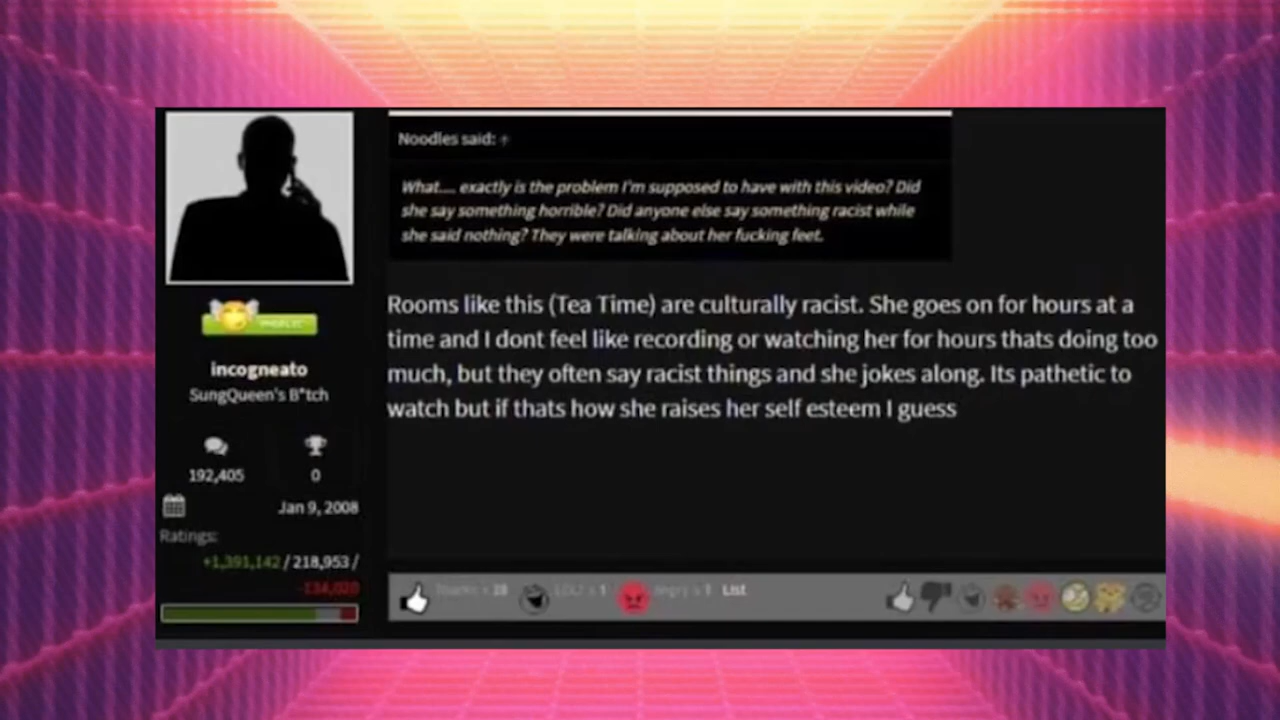 Noodles said: ↑
What.... exactly is the problem I'm supposed to have with this video? Did
she say something horrible? Did anyone else say something racist while
she said nothing? They were talking about her fucking feet.
Rooms like this (Tea Time) are culturally racist. She goes on for hours at a
time and I dont feel like recording or watching her for hours thats doing too
much, but they often say racist things and she jokes along. Its pathetic to
watch but if thats how she raises her self esteem I guess
incogneato
SungQueen's B*tch
192,405 0
Jan 9, 2008
Ratings:
+1,391,142 / 218,953 /
List